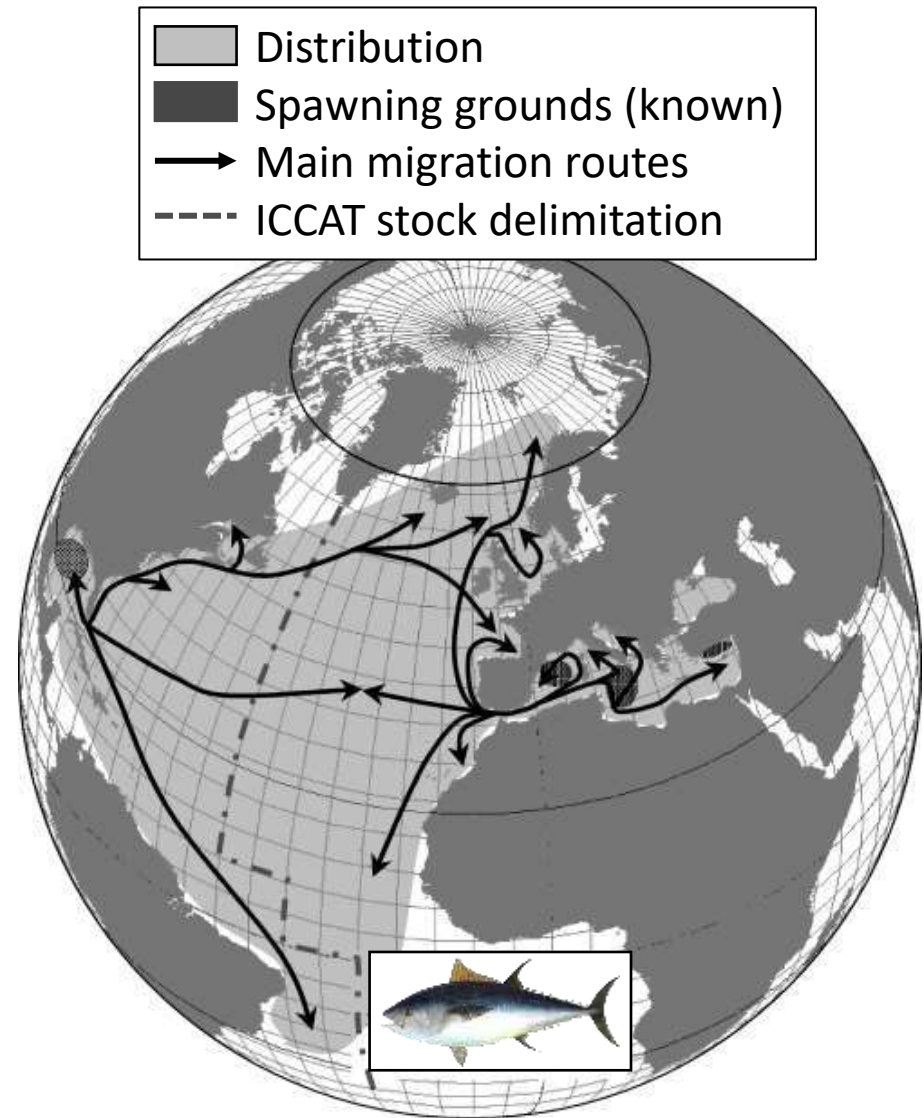 Distribution
Spawning grounds (known)
Main migration routes
ICCAT stock delimitation